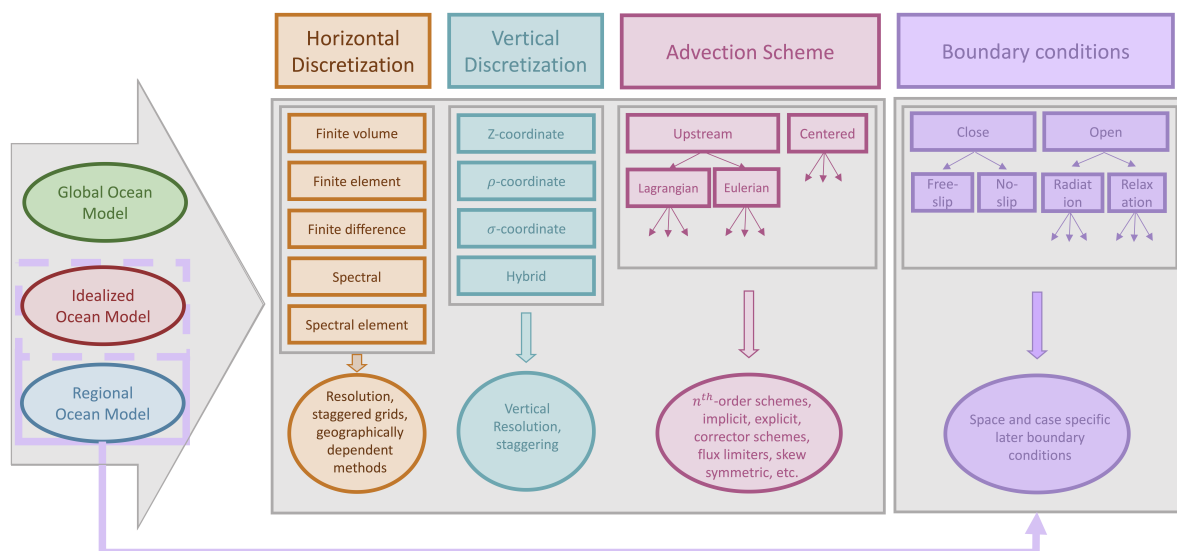 Horizontal
Discretization
Vertical
Discretization
Advection Scheme
Boundary conditions
Global Ocean
Model
Idealized
Ocean Model
Regional
Ocean Model
Finite volume
Finite element
Finite difference
Spectral
Spectral element
Resolution,
staggered grids,
geographically
dependent
methods
Z-coordinate
ρ-coordinate
σ-coordinate
Hybrid
Vertical
Resolution,
staggering
Upstream
Centered
Lagrangian
Eulerian
n^th-order schemes,
implicit, explicit,
corrector schemes,
flux limiters, skew
symmetric, etc.
Close
Open
Free-
slip
No-
slip
Radiat
ion
Relax
ation
Space and case specific
later boundary
conditions